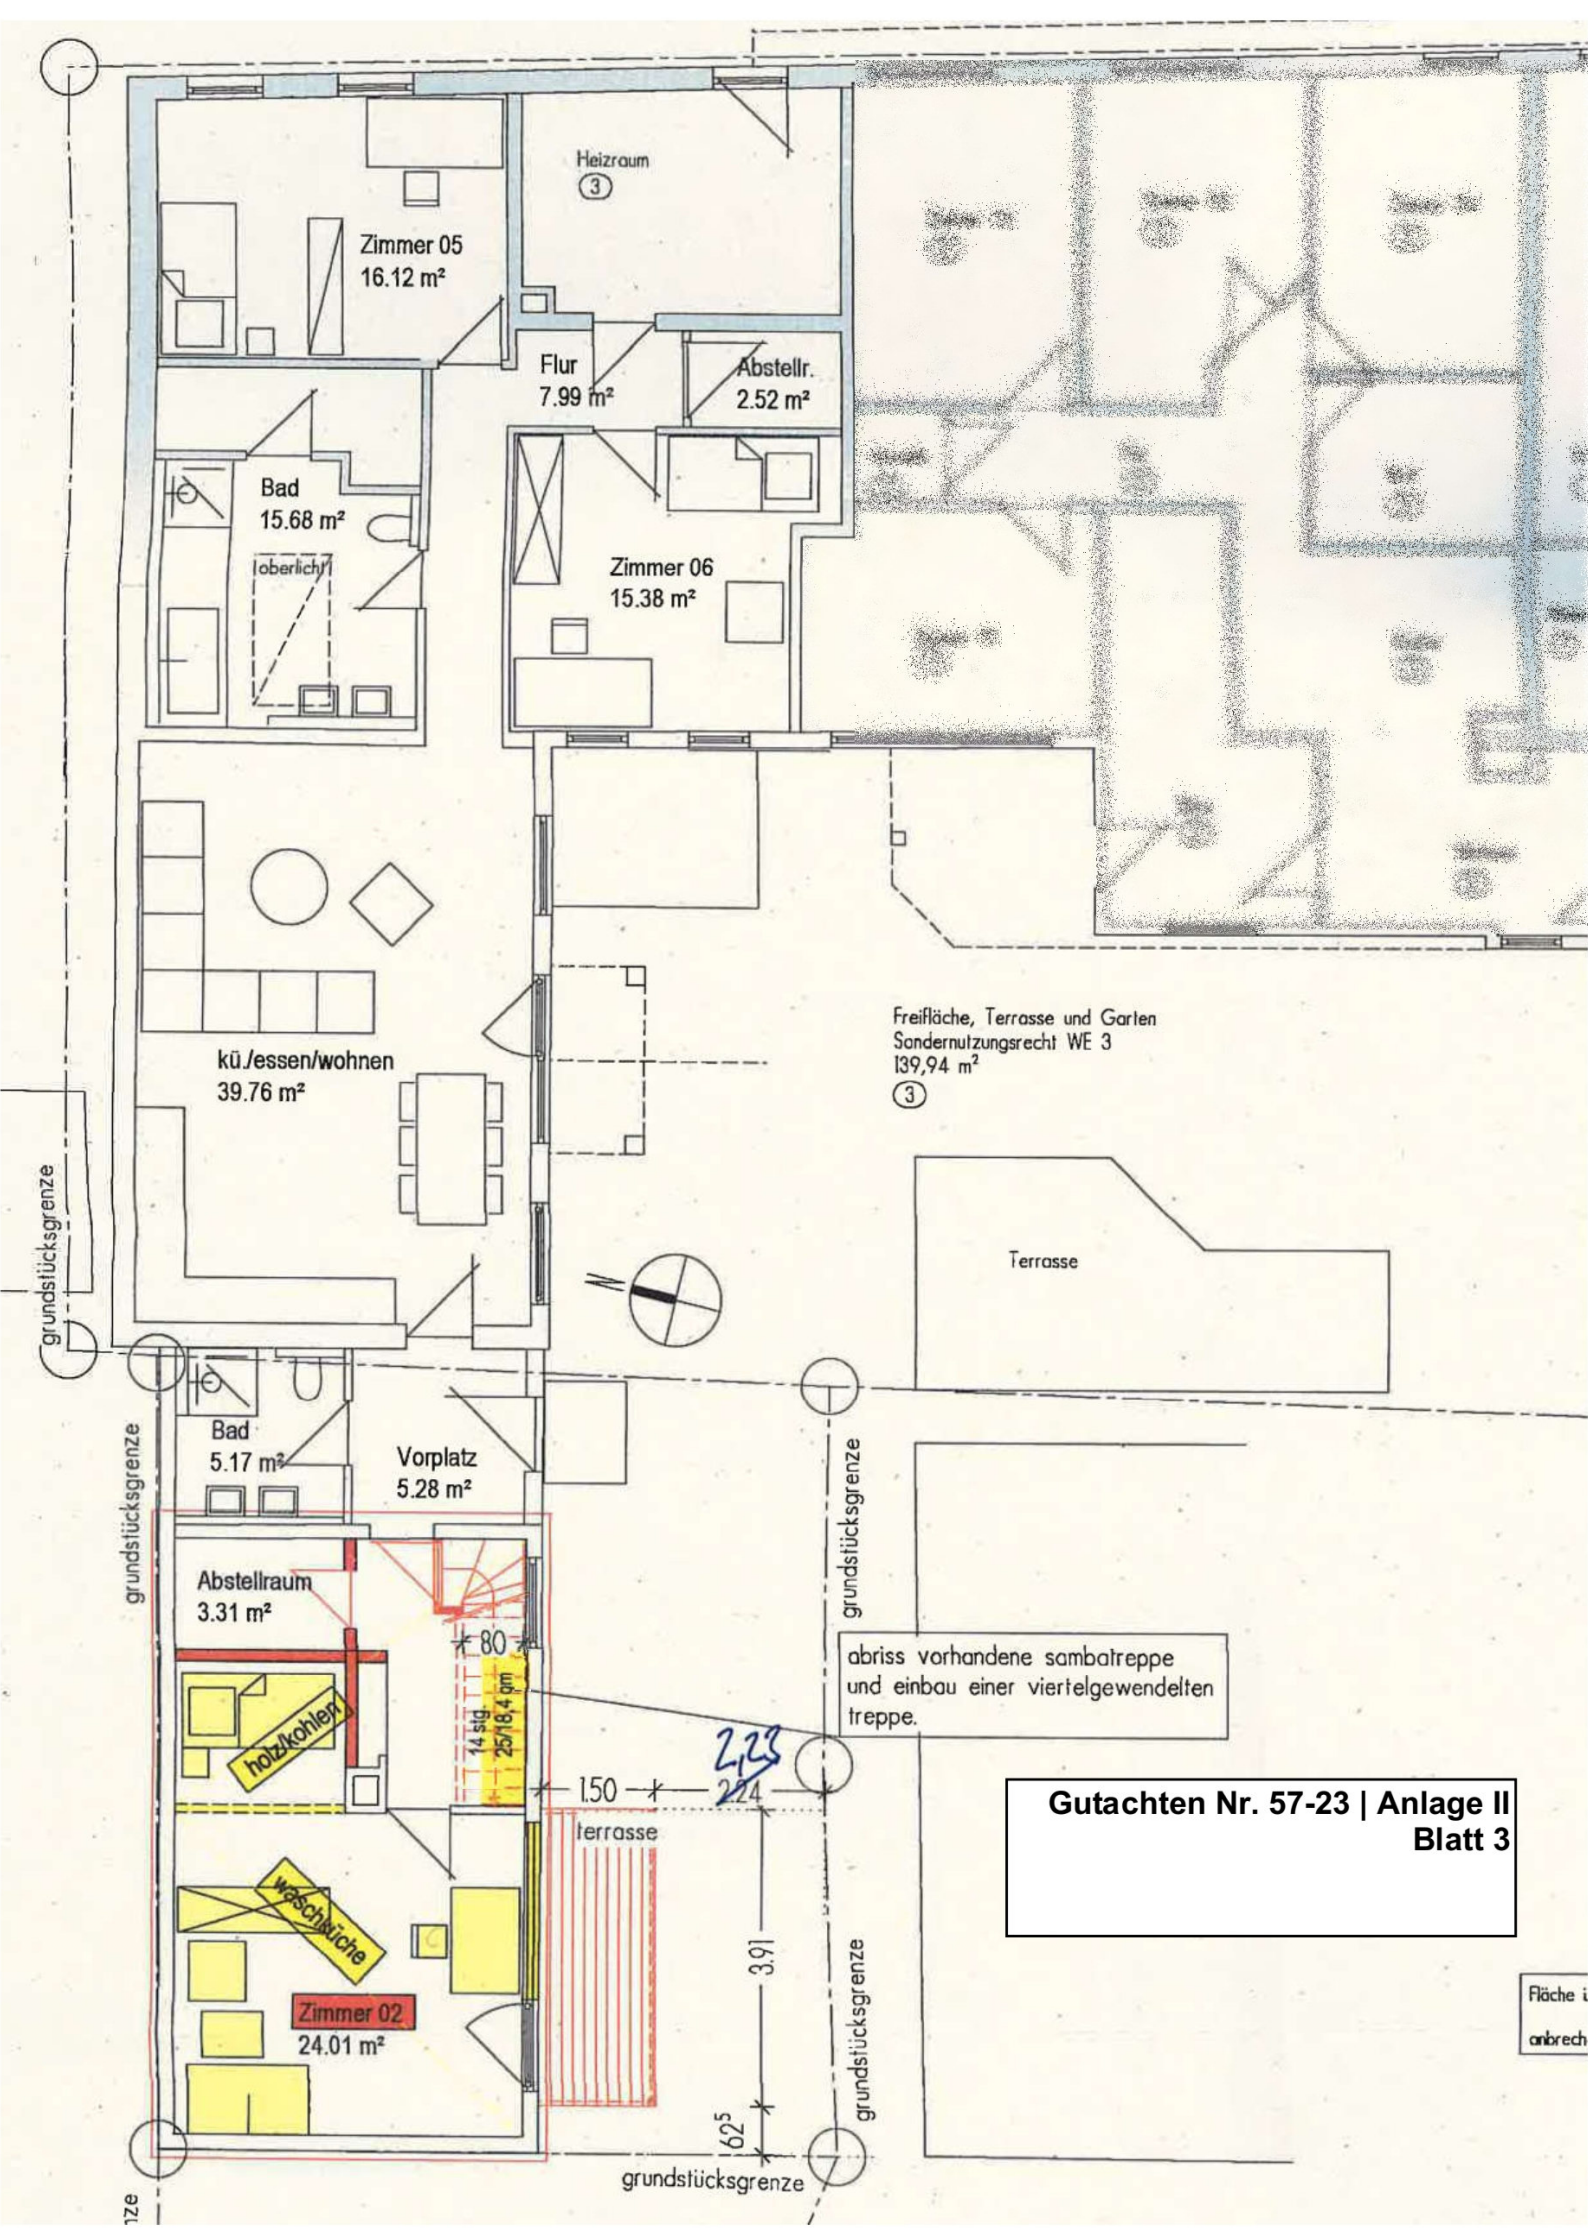 Heizraum
3
Zimmer 05
16.12 m²
Flur
7.99 m²
Abstellr.
2.52 m²
Bad
15.68 m²
oberlicht
Zimmer 06
15.38 m²
Freifläche, Terrasse und Garten
Sondernutzungsrecht WE 3
139,94 m²
3
kü./essen/wohnen
39.76 m²
grundstücksgrenze
N
Terrasse
Bad
5.17 m²
Vorplatz
5.28 m²
grundstücksgrenze
grundstücksgrenze
Abstellraum
3.31 m²
80
14 stg.
25/18,4 qm
abriss vorhandene sambatreppe
und einbau einer viertelgewendelten
treppe.
holz/kohlen
2,23
1.50
2.24
terrasse
Gutachten Nr. 57-23 | Anlage II
Blatt 3
waschküche
3.91
grundstücksgrenze
Zimmer 02
24.01 m²
Fläche i
anbrech
62⁵
grundstücksgrenze
nze